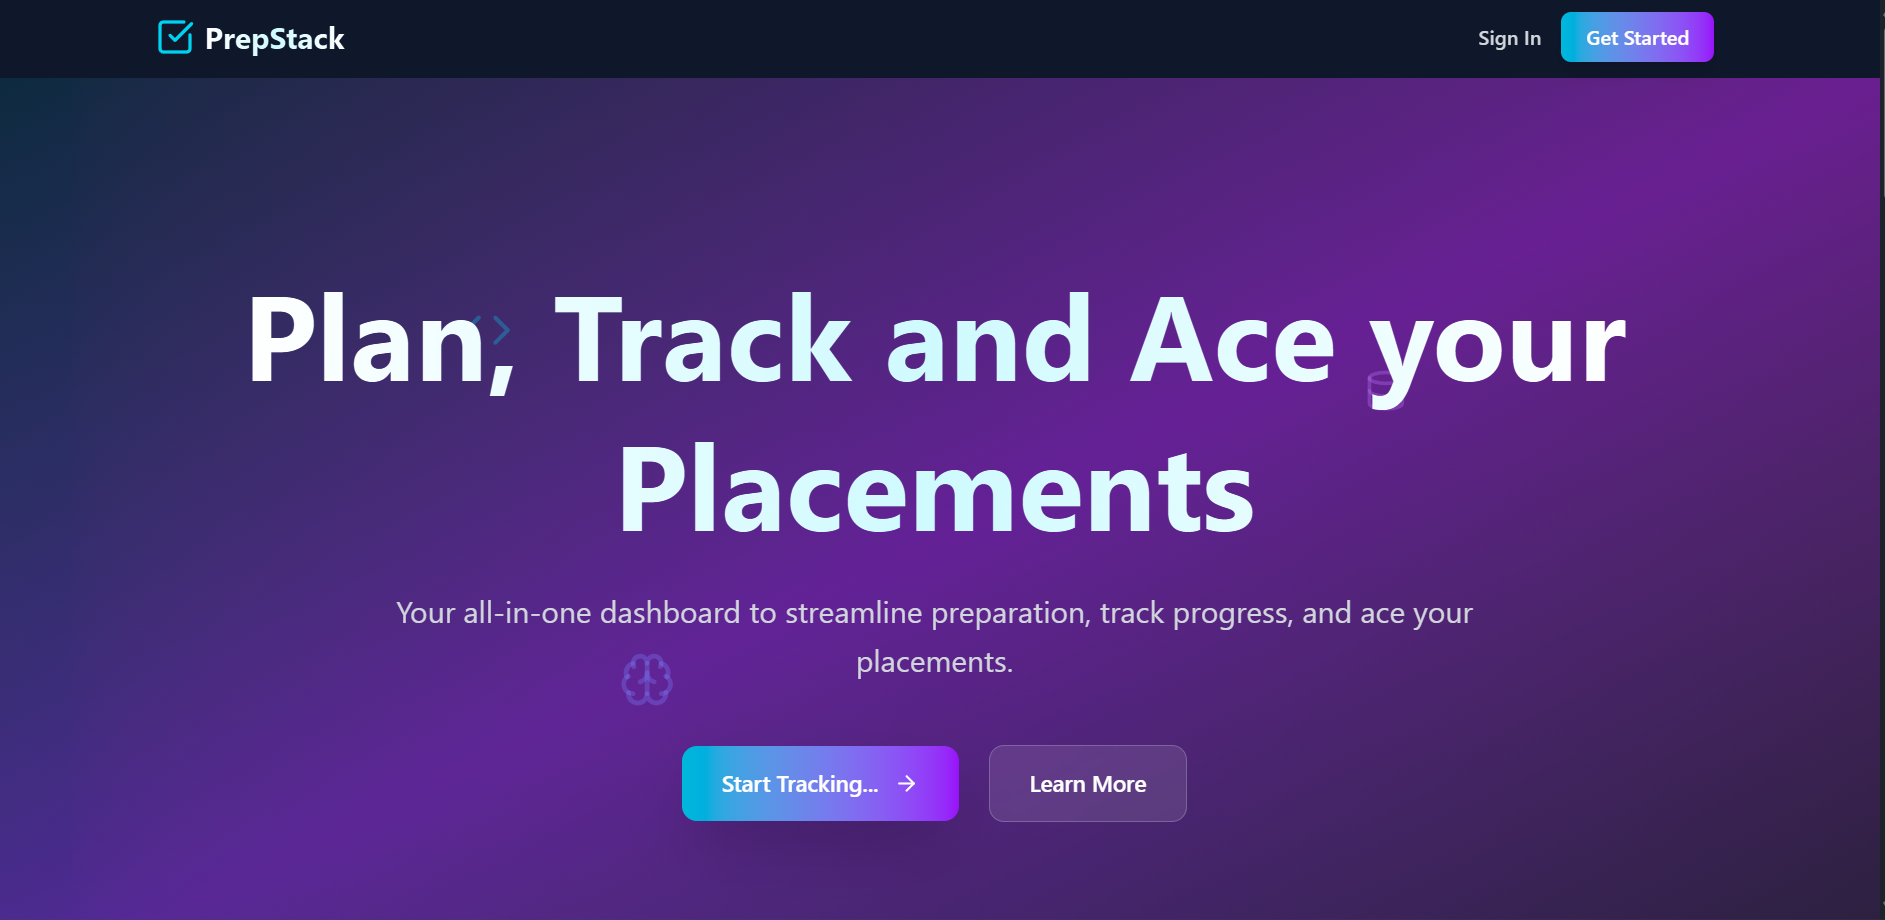 PrepStack
Sign In
Get Started
Plan, Track and Ace your
Placements
Your all-in-one dashboard to streamline preparation, track progress, and ace your
placements.
Start Tracking...
Learn More